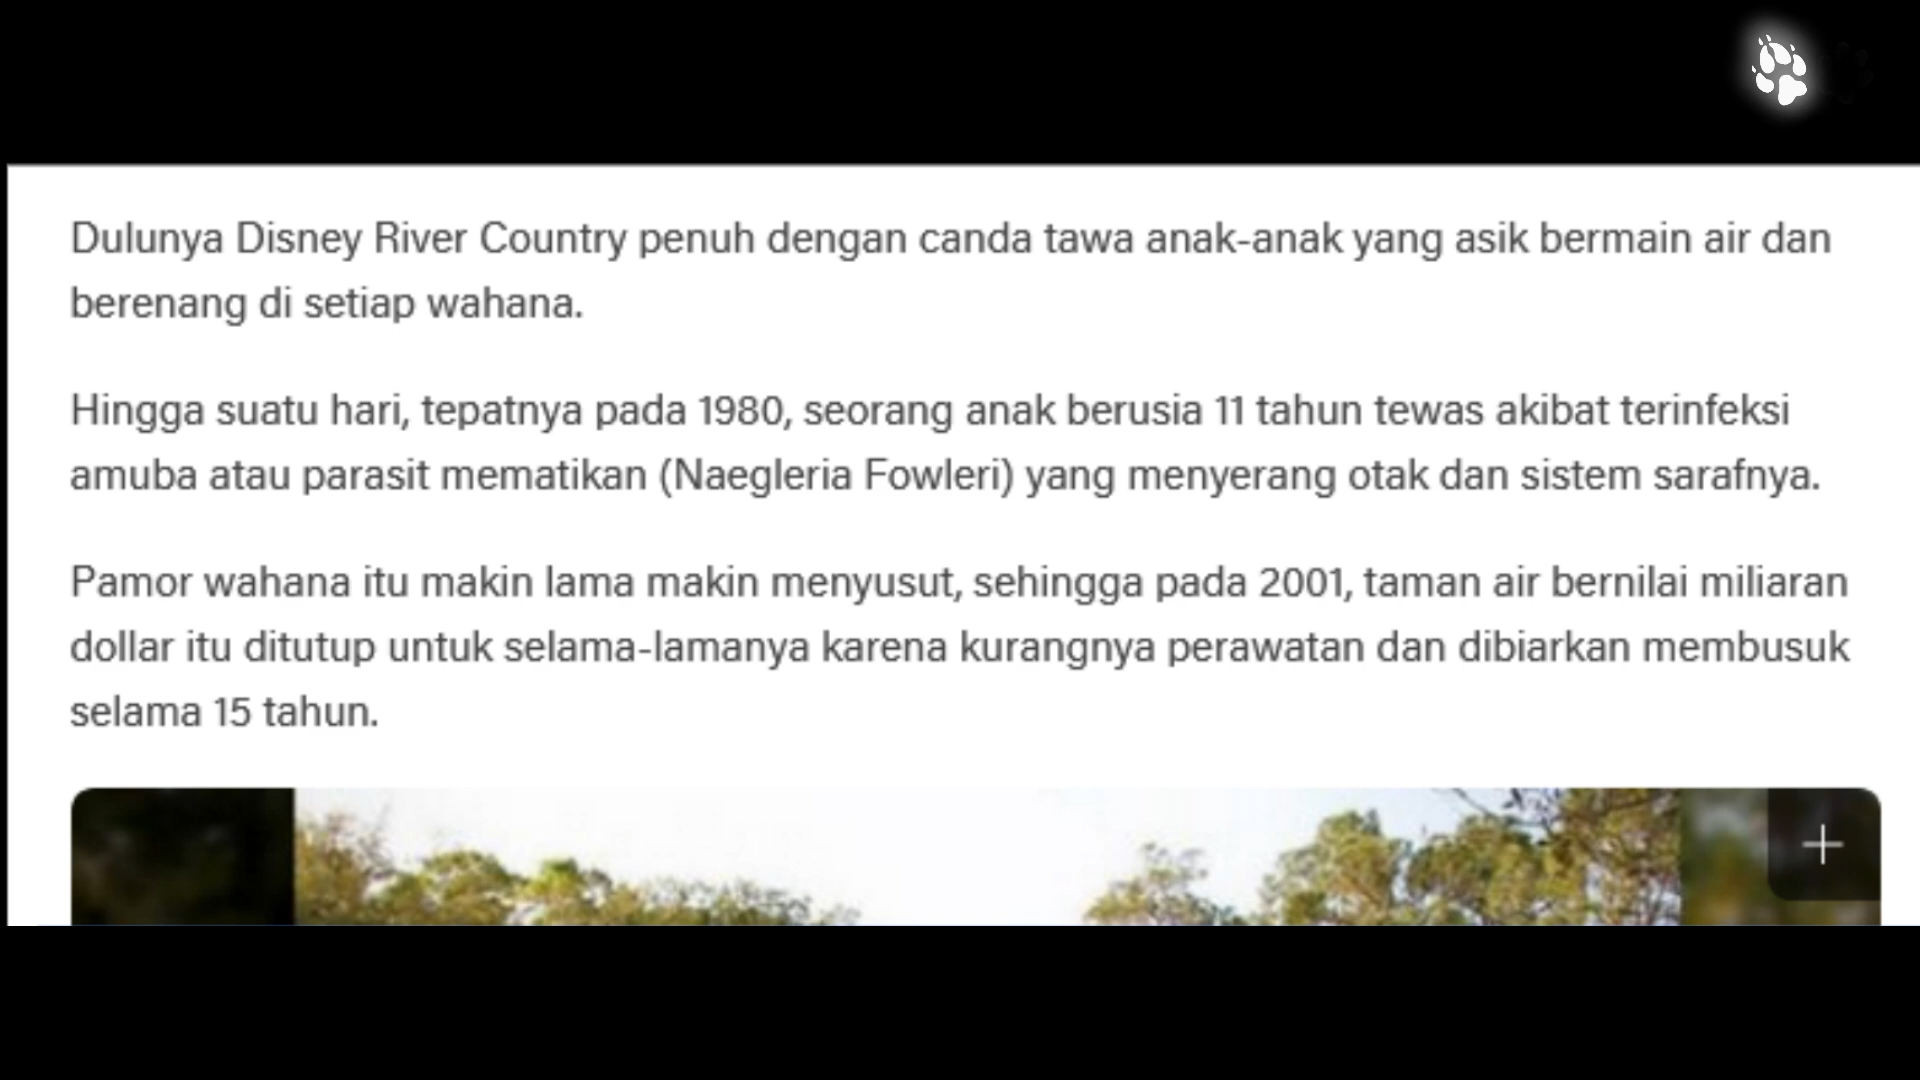 Dulunya Disney River Country penuh dengan canda tawa anak-anak yang asik bermain air dan
berenang di setiap wahana.
Hingga suatu hari, tepatnya pada 1980, seorang anak berusia 11 tahun tewas akibat terinfeksi
amuba atau parasit mematikan (Naegleria Fowleri) yang menyerang otak dan sistem sarafnya.
Pamor wahana itu makin lama makin menyusut, sehingga pada 2001, taman air bernilai miliaran
dollar itu ditutup untuk selama-lamanya karena kurangnya perawatan dan dibiarkan membusuk
selama 15 tahun.